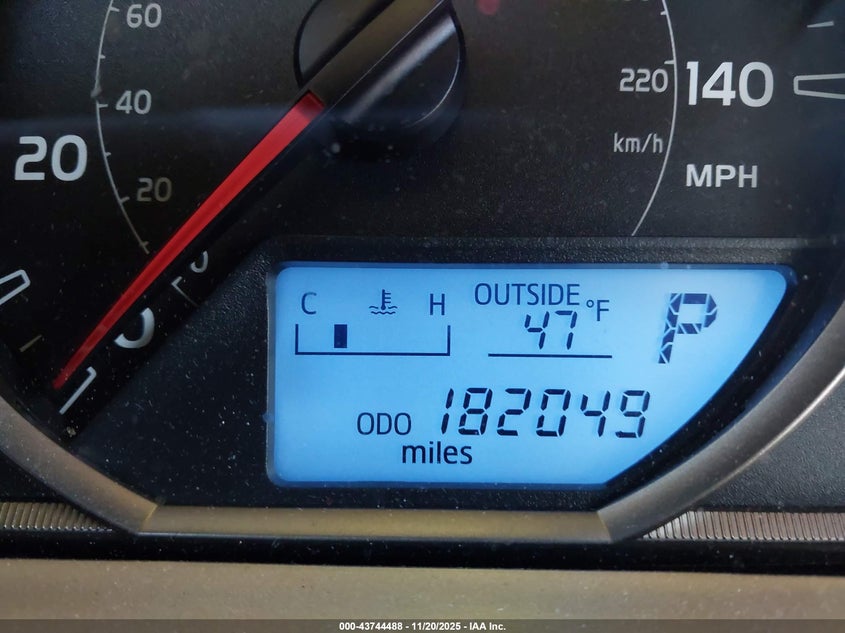 60
40
20
20
0
220
140
km/h
MPH
C H
OUTSIDE
47 °F
P
ODO 182049
miles
000-43744488 - 11/20/2025 - IAA Inc.